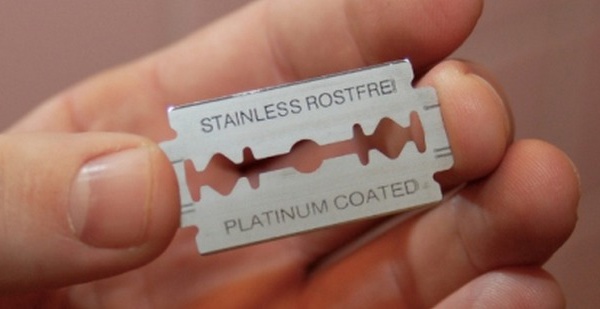 STAINLESS ROSTFREI
PLATINUM COATED